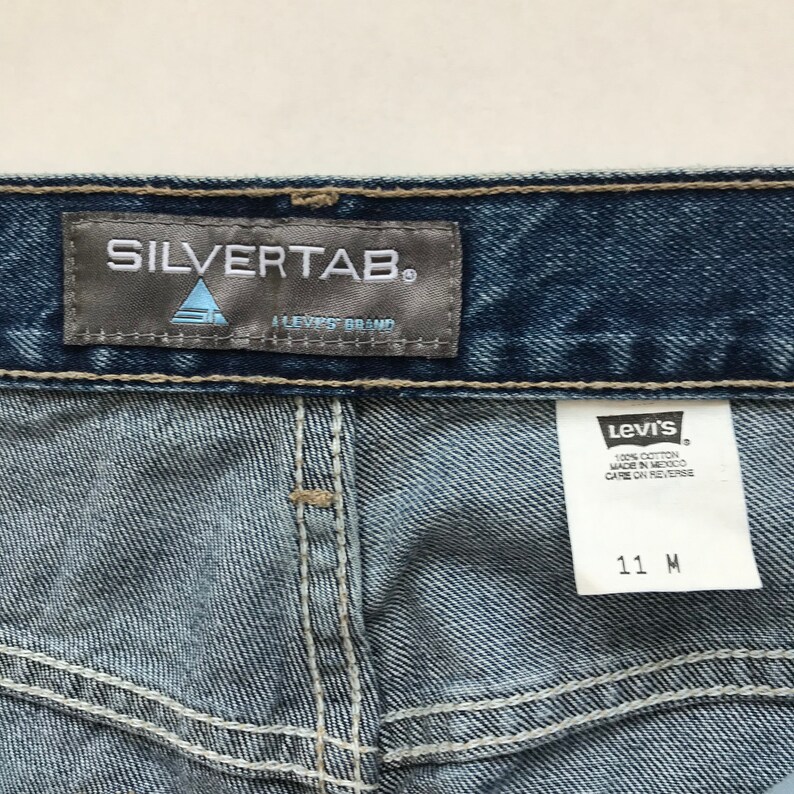 SILVERTAB®
A LEVI'S® BRAND
LEVI'S®
100% COTTON
MADE IN MEXICO
CARE ON REVERSE
11 M